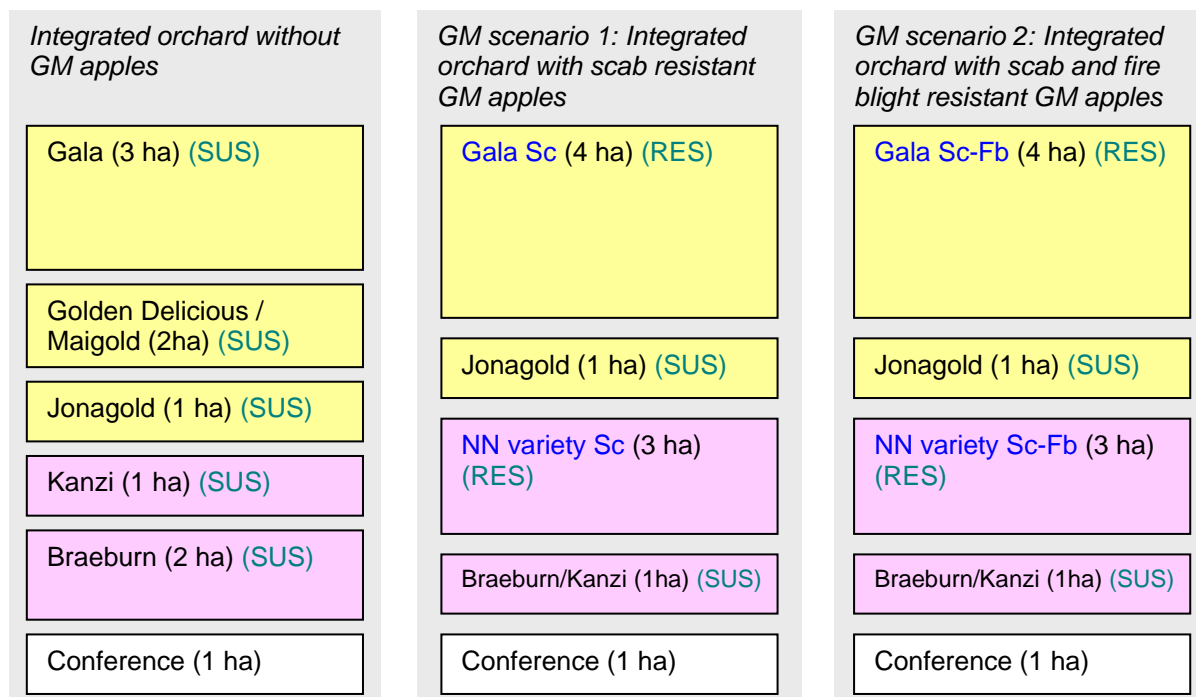 Integrated orchard without
GM apples
Gala (3 ha) (SUS)
Golden Delicious /
Maigold (2ha) (SUS)
Jonagold (1 ha) (SUS)
Kanzi (1 ha) (SUS)
Braeburn (2 ha) (SUS)
Conference (1 ha)
GM scenario 1: Integrated
orchard with scab resistant
GM apples
Gala Sc (4 ha) (RES)
Jonagold (1 ha) (SUS)
NN variety Sc (3 ha)
(RES)
Braeburn/Kanzi (1ha) (SUS)
Conference (1 ha)
GM scenario 2: Integrated
orchard with scab and fire
blight resistant GM apples
Gala Sc-Fb (4 ha) (RES)
Jonagold (1 ha) (SUS)
NN variety Sc-Fb (3 ha)
(RES)
Braeburn/Kanzi (1ha) (SUS)
Conference (1 ha)